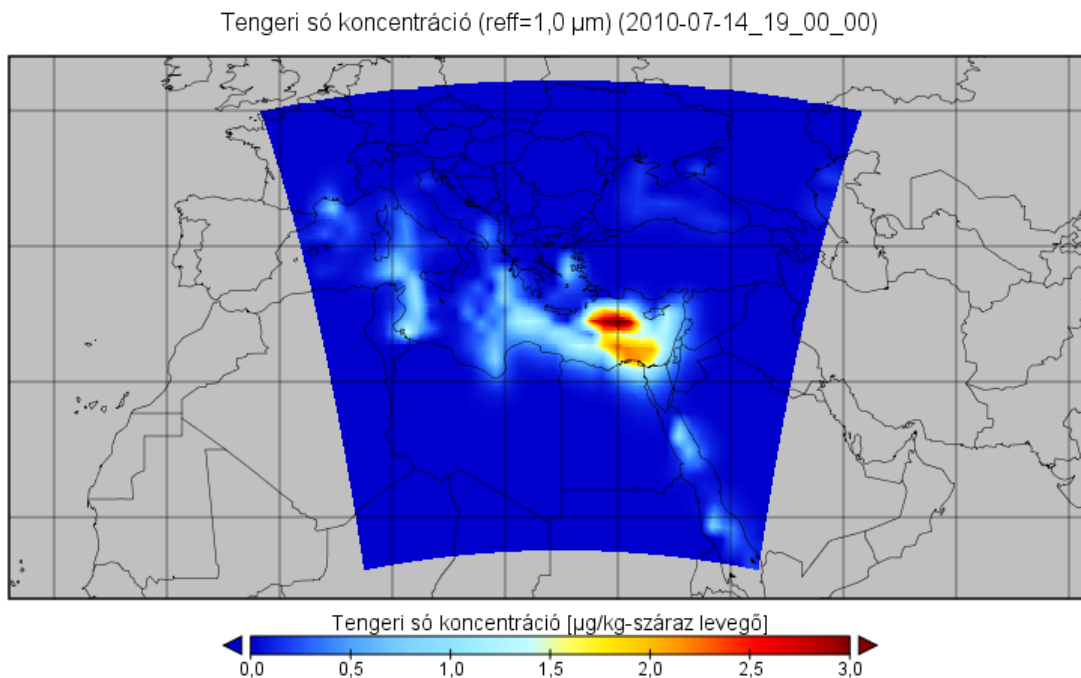 Tengeri só koncentráció (reff=1,0 µm) (2010-07-14_19_00_00)
Tengeri só koncentráció [µg/kg-száraz levegő]
0,0 0,5 1,0 1,5 2,0 2,5 3,0